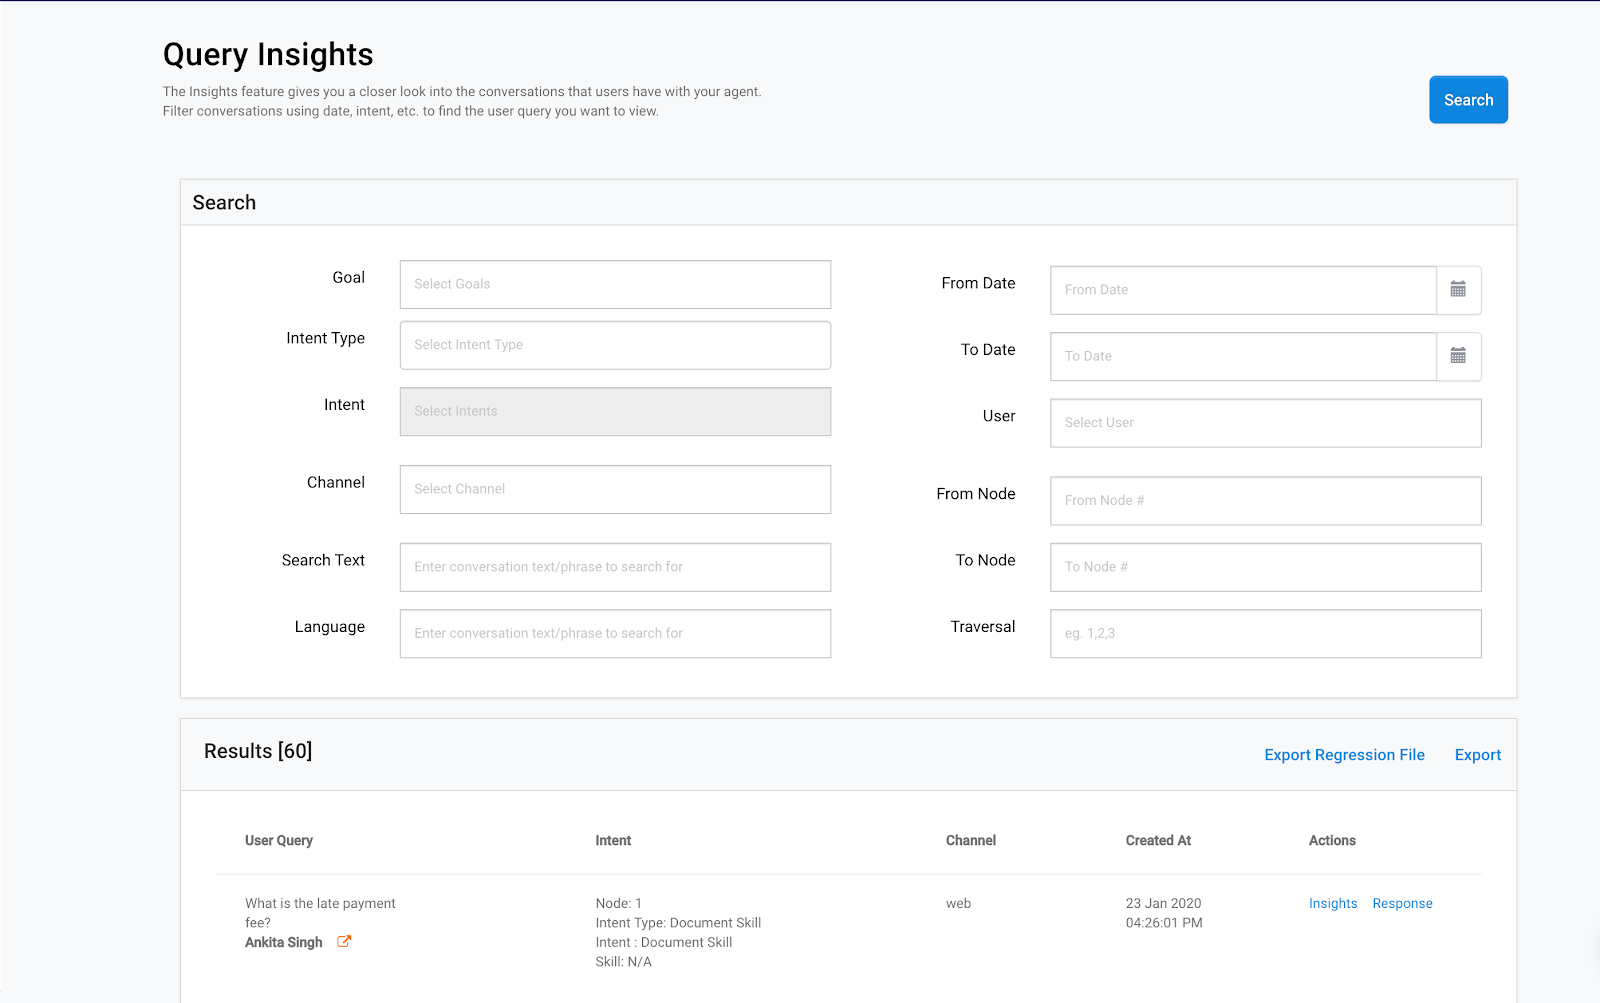 Query Insights
The Insights feature gives you a closer look into the conversations that users have with your agent.
Filter conversations using date, intent, etc. to find the user query you want to view.
Search
Search
Goal
Select Goals
Intent Type
Select Intent Type
Intent
Select Intents
Channel
Select Channel
Search Text
Enter conversation text/phrase to search for
Language
Enter conversation text/phrase to search for
From Date
From Date
To Date
To Date
User
Select User
From Node
From Node #
To Node
To Node #
Traversal
eg. 1,2,3
Results [60]
Export Regression File
Export
User Query
Intent
Channel
Created At
Actions
What is the late payment
fee?
Ankita Singh
Node: 1
Intent Type: Document Skill
Intent : Document Skill
Skill: N/A
web
23 Jan 2020
04:26:01 PM
Insights
Response